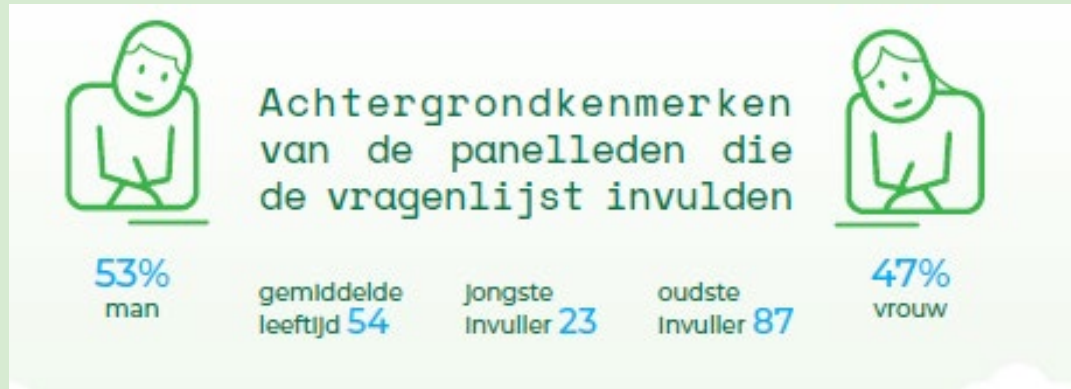 Achtergrondkenmerken
van de panelleden die
de vragenlijst invulden
53%
man
gemiddelde
leeftijd 54
jongste
invuller 23
oudste
invuller 87
47%
vrouw